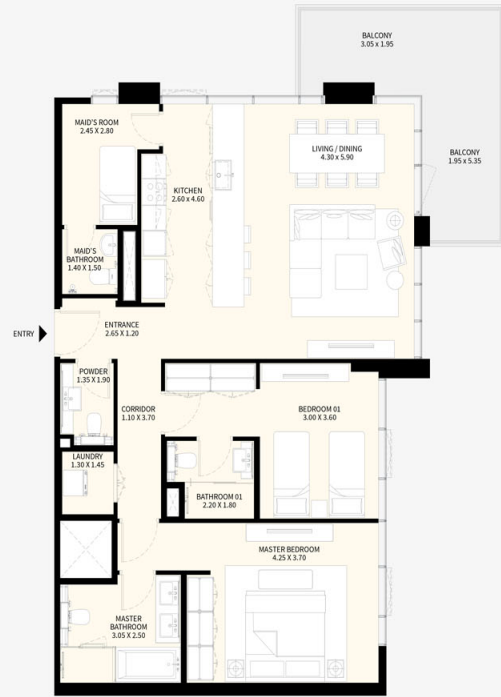 BALCONY
3.05 x 1.95
MAID'S ROOM
2.45 X 2.80
LIVING / DINING
4.30 x 5.90
BALCONY
1.95 x 5.35
KITCHEN
2.60 x 4.60
MAID'S
BATHROOM
1.40 X 1.50
ENTRY
ENTRANCE
2.65 X 1.20
POWDER
1.35 X 1.90
CORRIDOR
1.10 X 3.70
BEDROOM 01
3.00 X 3.60
LAUNDRY
1.30 X 1.45
BATHROOM 01
2.20 X 1.80
MASTER BEDROOM
4.25 X 3.70
MASTER
BATHROOM
3.05 X 2.50